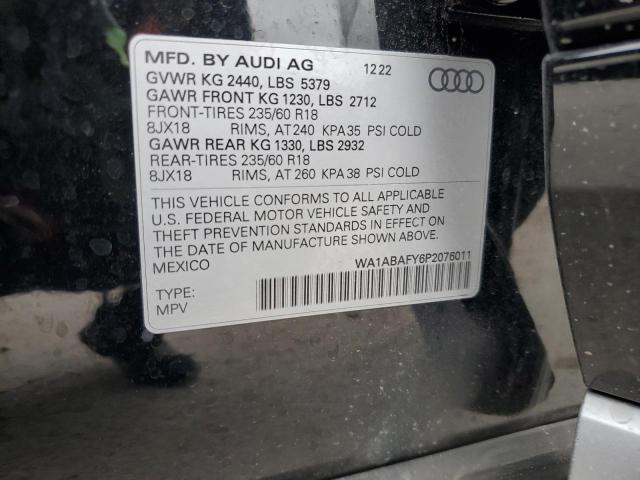 MFD. BY AUDI AG 12 22
GVWR KG 2440, LBS 5379
GAWR FRONT KG 1230, LBS 2712
FRONT-TIRES 235/60 R18
8JX18 RIMS, AT 240 KPA 35 PSI COLD
GAWR REAR KG 1330, LBS 2932
REAR-TIRES 235/60 R18
8JX18 RIMS, AT 260 KPA 38 PSI COLD
THIS VEHICLE CONFORMS TO ALL APPLICABLE
U.S. FEDERAL MOTOR VEHICLE SAFETY AND
THEFT PREVENTION STANDARDS IN EFFECT ON
THE DATE OF MANUFACTURE SHOWN ABOVE.
MEXICO WA1ABAFY6P2076011
TYPE:
MPV